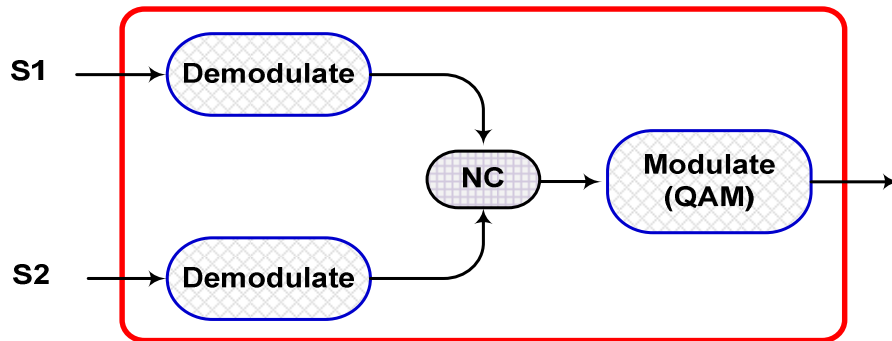 S1
Demodulate
NC
Modulate
(QAM)
S2
Demodulate